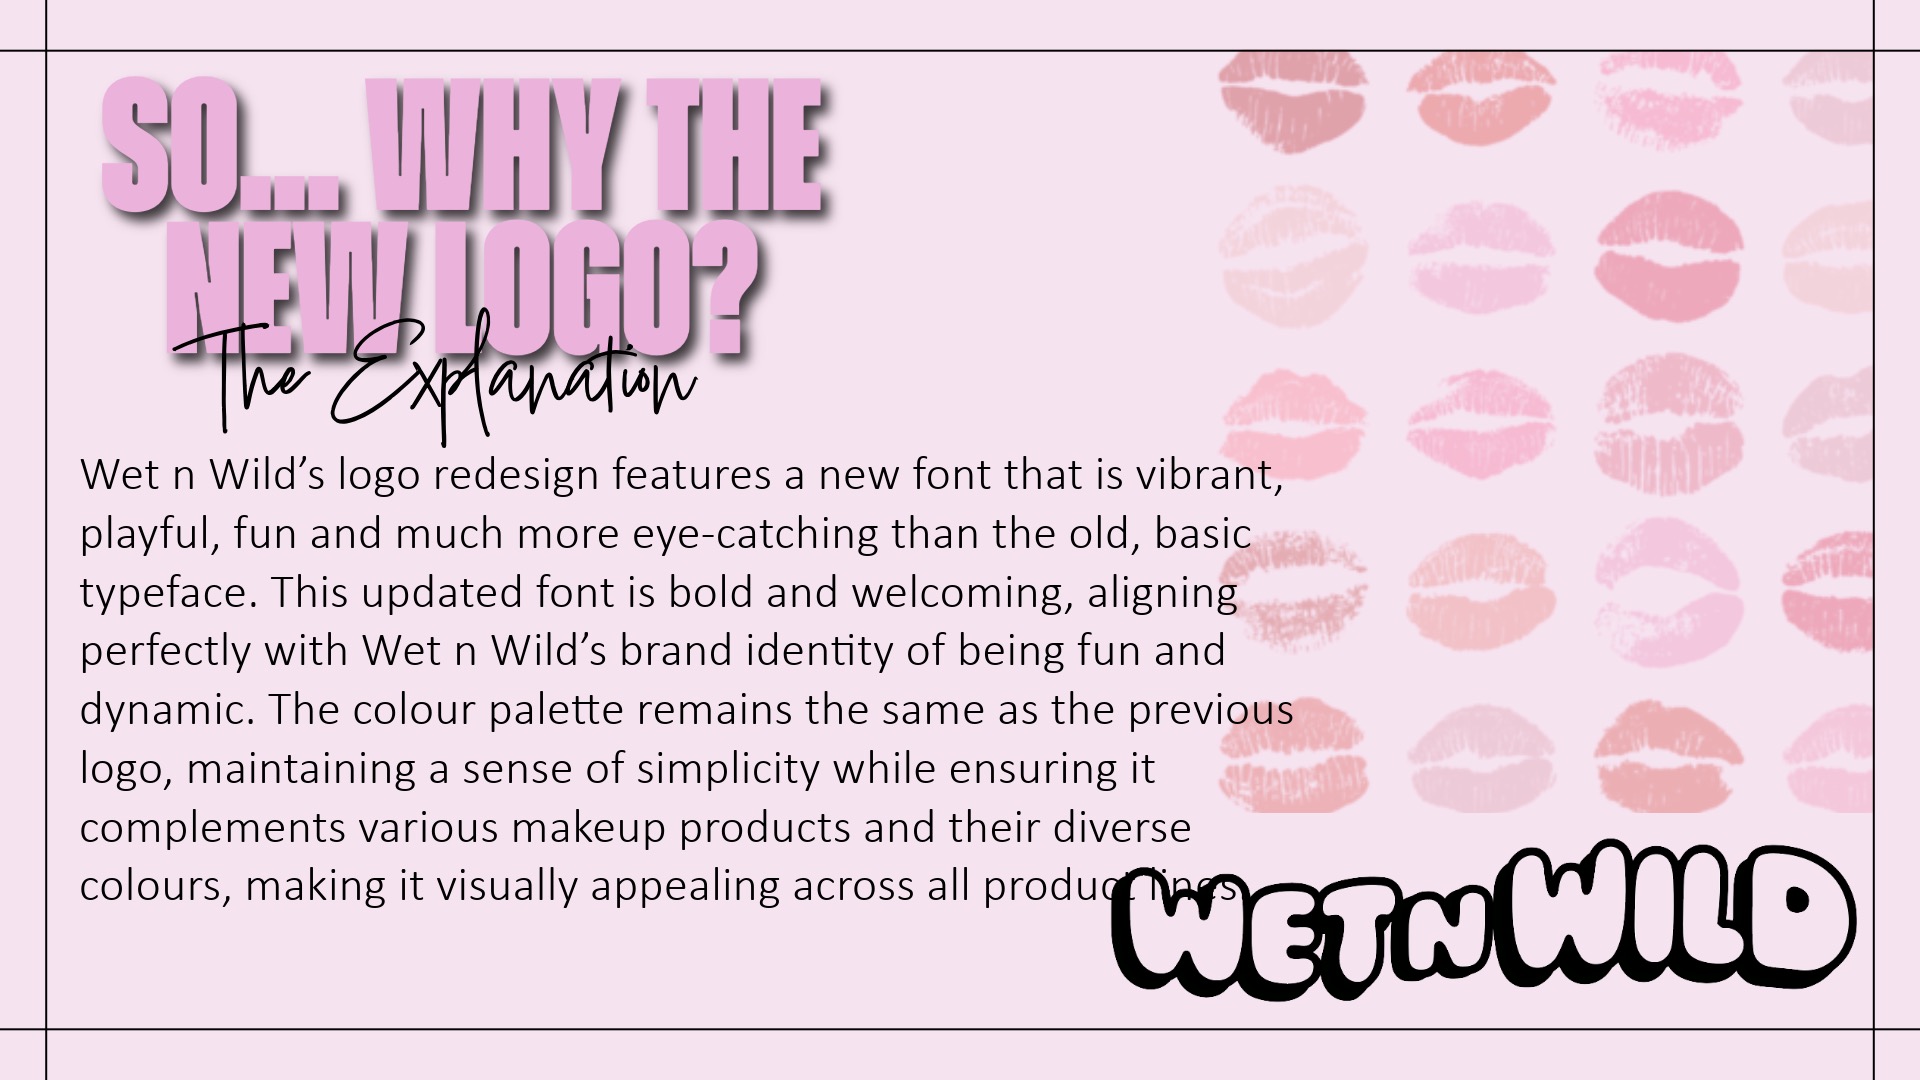 SO... WHY THE
NEW LOGO?
The Explanation
Wet n Wild’s logo redesign features a new font that is vibrant,
playful, fun and much more eye-catching than the old, basic
typeface. This updated font is bold and welcoming, aligning
perfectly with Wet n Wild’s brand identity of being fun and
dynamic. The colour palette remains the same as the previous
logo, maintaining a sense of simplicity while ensuring it
complements various makeup products and their diverse
colours, making it visually appealing across all product lines.
WET N WILD